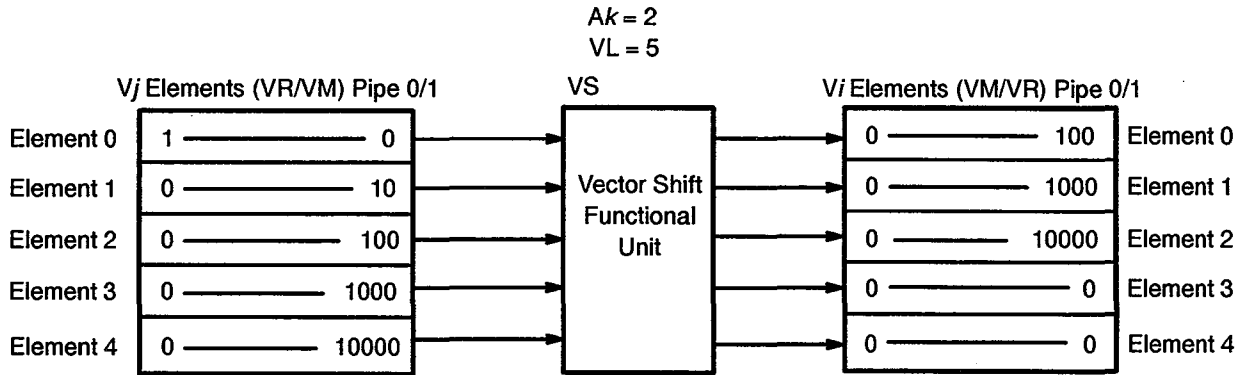 Ak = 2
VL = 5
Vj Elements (VR/VM) Pipe 0/1
VS
Vi Elements (VM/VR) Pipe 0/1
Element 0 1 0 0 100 Element 0
Element 1 0 10 0 1000 Element 1
Vector Shift
Functional
Unit
Element 2 0 100 0 10000 Element 2
Element 3 0 1000 0 0 Element 3
Element 4 0 10000 0 0 Element 4